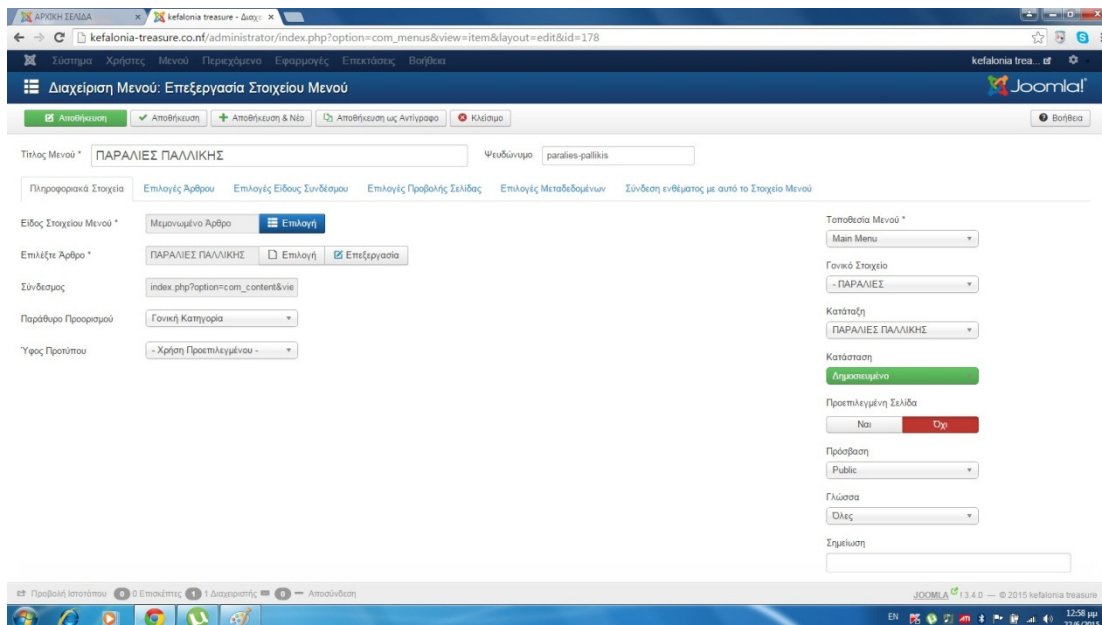 ΑΡΧΙΚΗ ΣΕΛΙΔΑ
kefalonia treasure - Διαχε
kefalonia-treasure.co.nf/administrator/index.php?option=com_menus&view=item&layout=edit&id=178
Σύστημα Χρήστες Μενού Περιεχόμενο Εφαρμογές Επεκτάσεις Βοήθεια
kefalonia trea...
Διαχείριση Μενού: Επεξεργασία Στοιχείου Μενού
Joomla!
Αποθήκευση Αποθήκευση Αποθήκευση & Νέο Αποθήκευση ως Αντίγραφο Κλείσιμο Βοήθεια
Τίτλος Μενού * ΠΑΡΑΛΙΕΣ ΠΑΛΛΙΚΗΣ Ψευδώνυμο paralies-pallikis
Πληροφοριακά Στοιχεία Επιλογές Άρθρου Επιλογές Είδους Συνδέσμου Επιλογές Προβολής Σελίδας Επιλογές Μεταδεδομένων Σύνδεση ενθέματος με αυτό το Στοιχείο Μενού
Είδος Στοιχείου Μενού * Μεμονωμένο Άρθρο Επιλογή
Επιλέξτε Άρθρο * ΠΑΡΑΛΙΕΣ ΠΑΛΛΙΚΗΣ Επιλογή Επεξεργασία
Σύνδεσμος index.php?option=com_content&vie
Παράθυρο Προορισμού Γονική Κατηγορία
Ύφος Προτύπου - Χρήση Προεπιλεγμένου -
Τοποθεσία Μενού *
Main Menu
Γονικό Στοιχείο
- ΠΑΡΑΛΙΕΣ
Κατάταξη
ΠΑΡΑΛΙΕΣ ΠΑΛΛΙΚΗΣ
Κατάσταση
Δημοσιευμένο
Προεπιλεγμένη Σελίδα
Ναι Όχι
Πρόσβαση
Public
Γλώσσα
Όλες
Σημείωση
Προβολή Ιστοτόπου 0 0 Επισκέπτες 1 1 Διαχειριστής 0 Αποσύνδεση
JOOMLA ! 3.4.0 — © 2015 kefalonia treasure
EN 12:58 μμ
22/6/2015